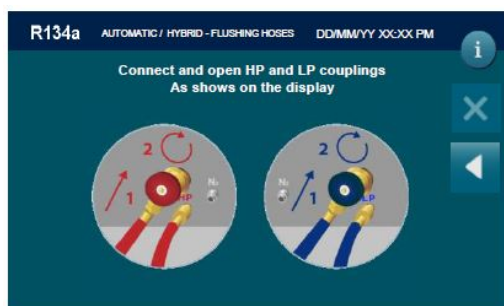 R134a AUTOMATIC / HYBRID - FLUSHING HOSES DD/MM/YY XX:XX PM
i
Connect and open HP and LP couplings
As shows on the display
2 2
N₂ N₂
1 HP 1 LP